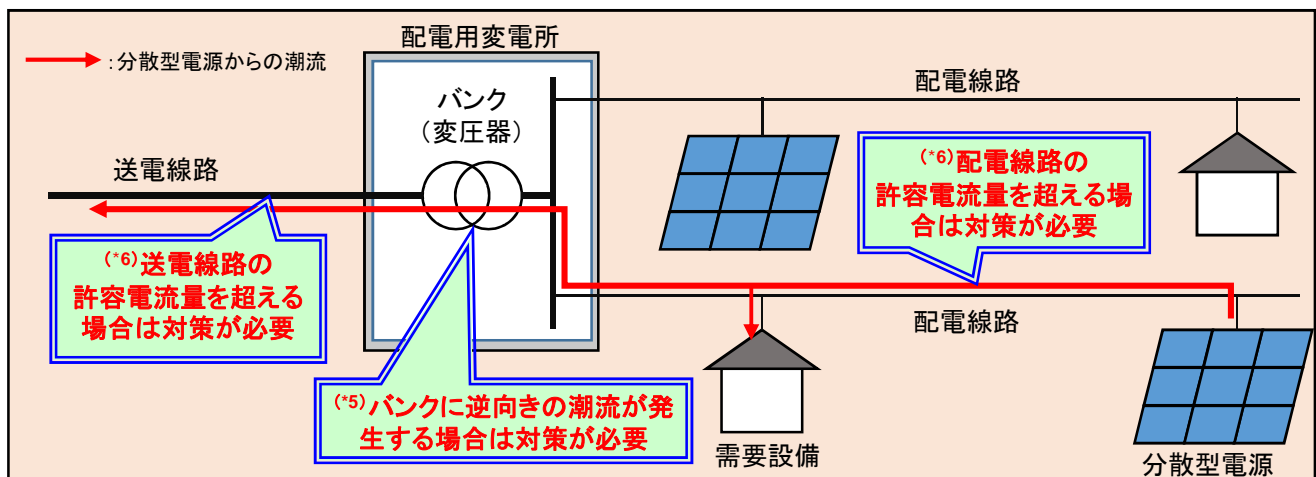 配電用変電所
:分散型電源からの潮流
バンク
（変圧器）
配電線路
送電線路
(*6)配電線路の
許容電流量を超える場
合は対策が必要
(*6)送電線路の
許容電流量を超える
場合は対策が必要
配電線路
(*5)バンクに逆向きの潮流が発
生する場合は対策が必要
需要設備
分散型電源